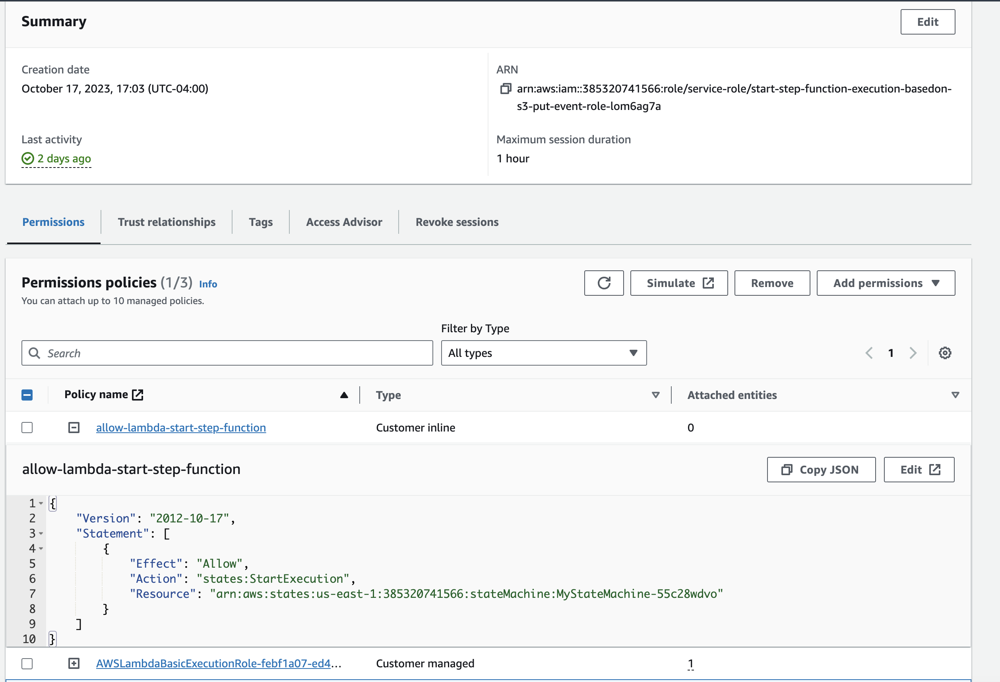 Summary
Edit
Creation date
October 17, 2023, 17:03 (UTC-04:00)
ARN
arn:aws:iam::385320741566:role/service-role/start-step-function-execution-basedon-
s3-put-event-role-lom6ag7a
Last activity
2 days ago
Maximum session duration
1 hour
Permissions
Trust relationships
Tags
Access Advisor
Revoke sessions
Permissions policies (1/3) Info
You can attach up to 10 managed policies.
Simulate
Remove
Add permissions
Filter by Type
Search
All types
1
Policy name
Type
Attached entities
allow-lambda-start-step-function
Customer inline
0
allow-lambda-start-step-function
Copy JSON
Edit
1 {
2 "Version": "2012-10-17",
3 "Statement": [
4 {
5 "Effect": "Allow",
6 "Action": "states:StartExecution",
7 "Resource": "arn:aws:states:us-east-1:385320741566:stateMachine:MyStateMachine-55c28wdvo"
8 }
9 ]
10 }
AWSLambdaBasicExecutionRole-febf1a07-ed4...
Customer managed
1